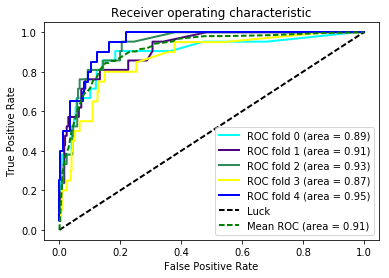 Receiver operating characteristic
1.0
0.8
0.6
0.4
0.2
0.0
True Positive Rate
ROC fold 0 (area = 0.89)
ROC fold 1 (area = 0.91)
ROC fold 2 (area = 0.93)
ROC fold 3 (area = 0.87)
ROC fold 4 (area = 0.95)
Luck
Mean ROC (area = 0.91)
0.0 0.2 0.4 0.6 0.8 1.0
False Positive Rate